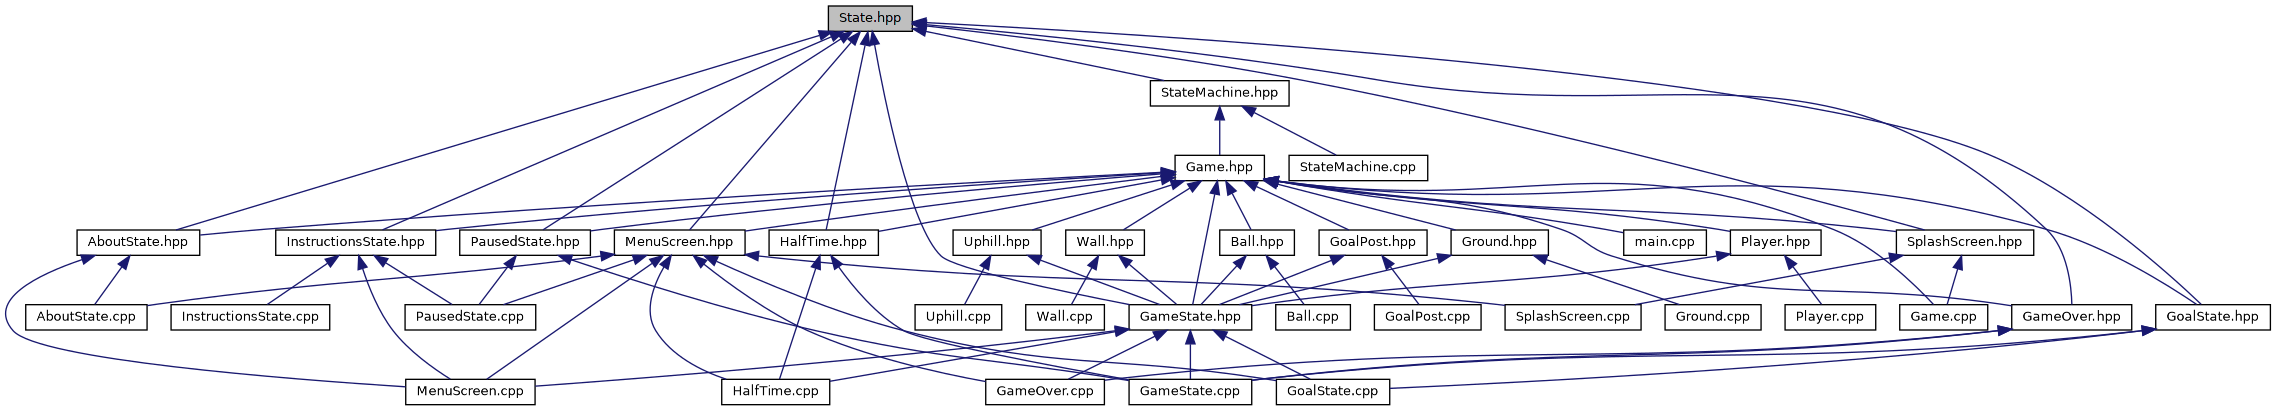 State.hpp
StateMachine.hpp
Game.hpp
StateMachine.cpp
AboutState.hpp
InstructionsState.hpp
PausedState.hpp
MenuScreen.hpp
HalfTime.hpp
Uphill.hpp
Wall.hpp
Ball.hpp
GoalPost.hpp
Ground.hpp
main.cpp
Player.hpp
SplashScreen.hpp
AboutState.cpp
InstructionsState.cpp
PausedState.cpp
Uphill.cpp
Wall.cpp
GameState.hpp
Ball.cpp
GoalPost.cpp
SplashScreen.cpp
Ground.cpp
Player.cpp
Game.cpp
GameOver.hpp
GoalState.hpp
MenuScreen.cpp
HalfTime.cpp
GameOver.cpp
GameState.cpp
GoalState.cpp